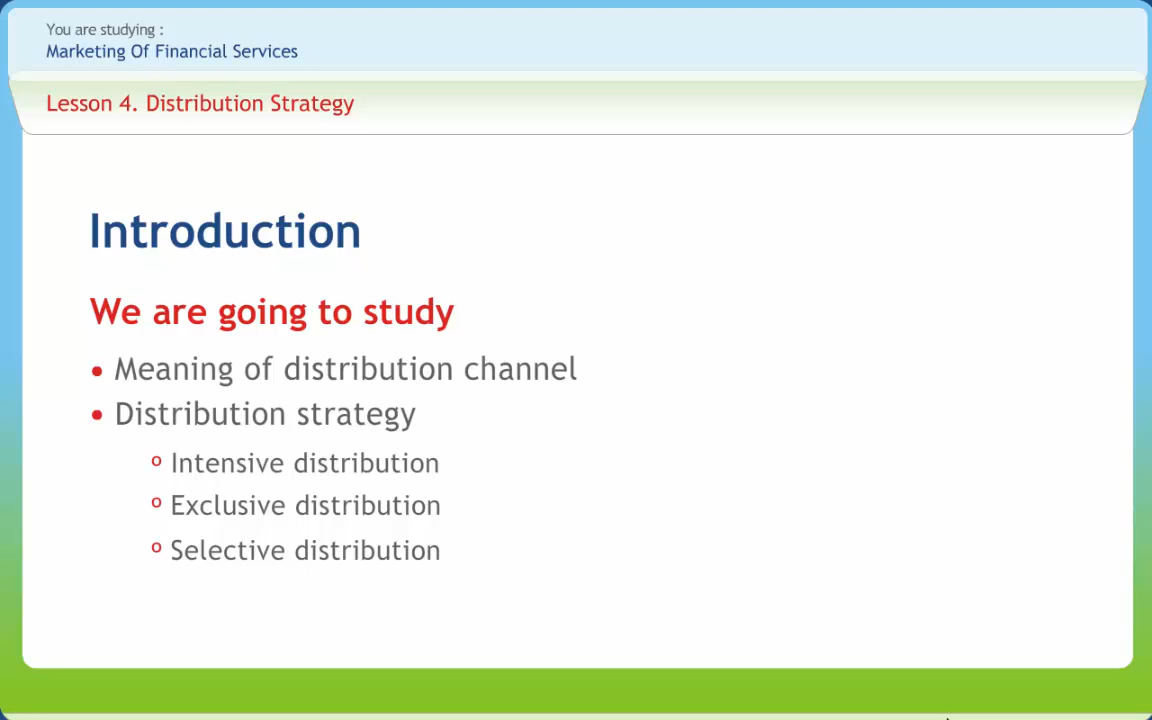 You are studying :
Marketing Of Financial Services
Lesson 4. Distribution Strategy
Introduction
We are going to study
• Meaning of distribution channel
• Distribution strategy
o Intensive distribution
o Exclusive distribution
o Selective distribution